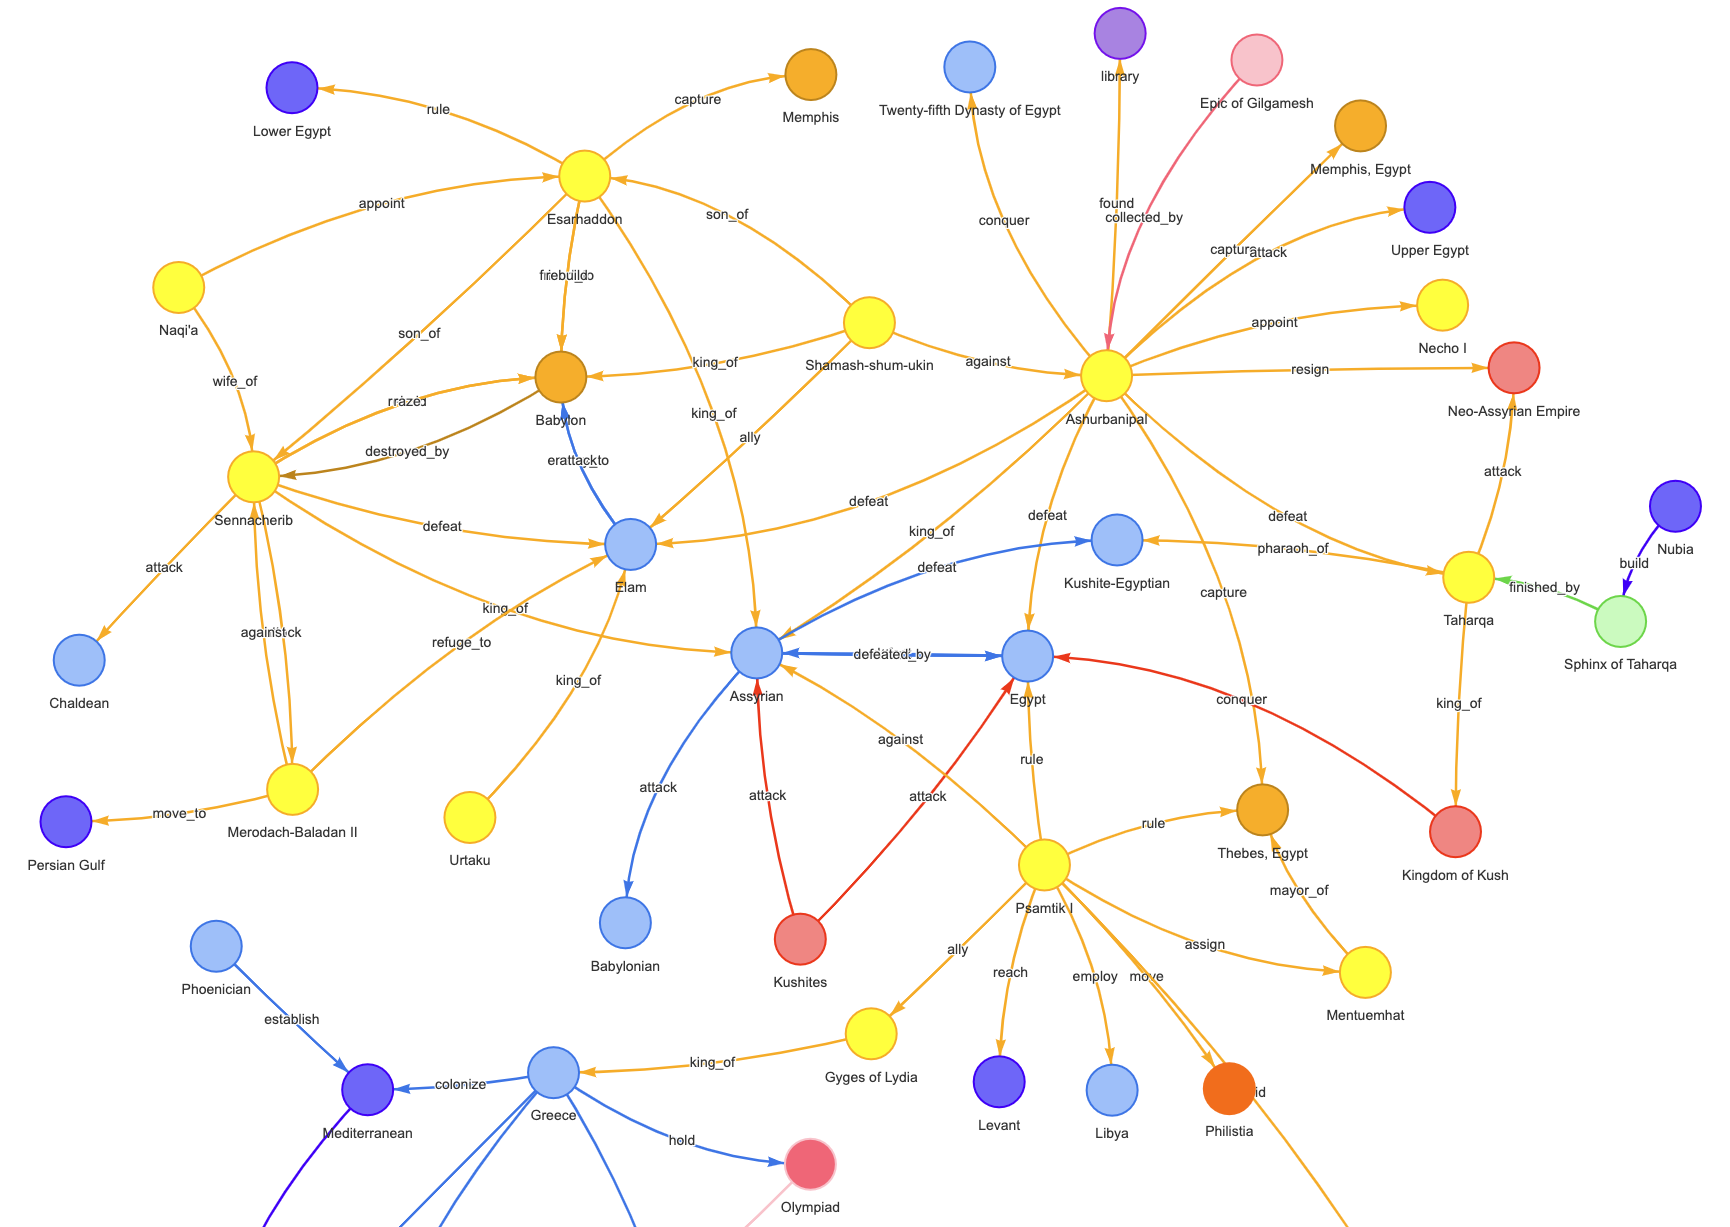 library
Twenty-fifth Dynasty of Egypt
Epic of Gilgamesh
Memphis
capture
rule
Lower Egypt
Memphis, Egypt
appoint
Esarhaddon
son_of
found
collected_by
conquer
capture
attack
Upper Egypt
rebuild
Naqi'a
appoint
son_of
Necho I
king_of
Shamash-shum-ukin
against
resign
wife_of
razed
Babylon
king_of
Ashurbanipal
Neo-Assyrian Empire
destroyed_by
ally
attack
Sennacherib
defeat
defeat
king_of
defeat
defeat
attack
Elam
defeat
Kushite-Egyptian
pharaoh_of
Nubia
build
finished_by
king_of
capture
Taharqa
against
refuge_to
defeated_by
Sphinx of Taharqa
Chaldean
king_of
Assyrian
Egypt
conquer
king_of
against
rule
attack
attack
attack
move_to
Merodach-Baladan II
Urtaku
rule
Thebes, Egypt
Persian Gulf
Kingdom of Kush
mayor_of
Psamtik I
Babylonian
Kushites
ally
assign
Phoenician
reach
employ
move
Mentuemhat
establish
king_of
Gyges of Lydia
colonize
Greece
Levant
Libya
Philistia
id
Mediterranean
hold
Olympiad